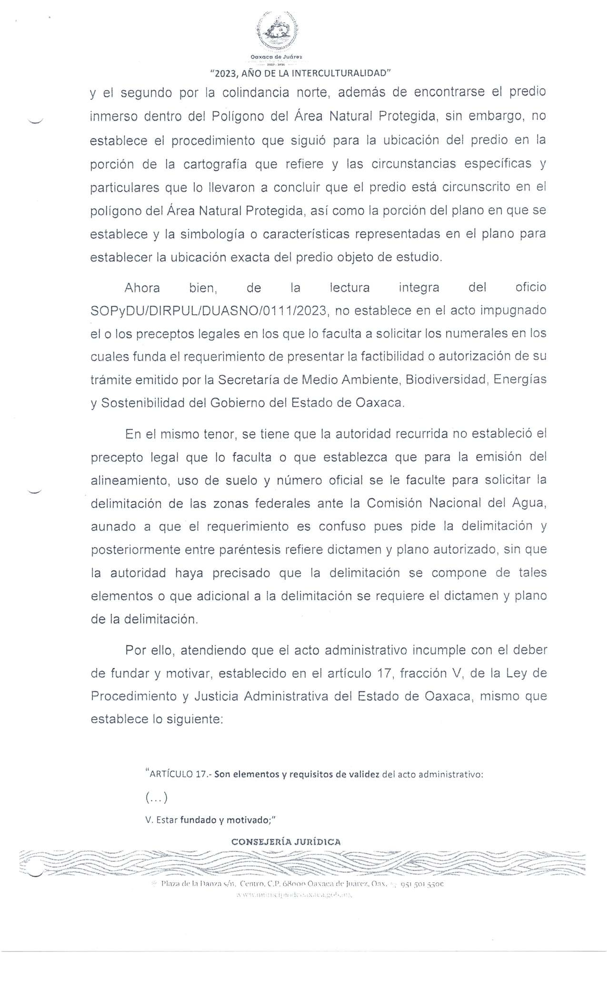 Oaxaca de Juárez
"2023, AÑO DE LA INTERCULTURALIDAD"
y el segundo por la colindancia norte, además de encontrarse el predio
inmerso dentro del Polígono del Área Natural Protegida, sin embargo, no
establece el procedimiento que siguió para la ubicación del predio en la
porción de la cartografía que refiere y las circunstancias específicas y
particulares que lo llevaron a concluir que el predio está circunscrito en el
polígono del Área Natural Protegida, así como la porción del plano en que se
establece y la simbología o características representadas en el plano para
establecer la ubicación exacta del predio objeto de estudio.
Ahora bien, de la lectura integra del oficio
SOPyDU/DIRPUL/DUASNO/0111/2023, no establece en el acto impugnado
el o los preceptos legales en los que lo faculta a solicitar los numerales en los
cuales funda el requerimiento de presentar la factibilidad o autorización de su
trámite emitido por la Secretaría de Medio Ambiente, Biodiversidad, Energías
y Sostenibilidad del Gobierno del Estado de Oaxaca.
En el mismo tenor, se tiene que la autoridad recurrida no estableció el
precepto legal que lo faculta o que establezca que para la emisión del
alineamiento, uso de suelo y número oficial se le faculte para solicitar la
delimitación de las zonas federales ante la Comisión Nacional del Agua,
aunado a que el requerimiento es confuso pues pide la delimitación y
posteriormente entre paréntesis refiere dictamen y plano autorizado, sin que
la autoridad haya precisado que la delimitación se compone de tales
elementos o que adicional a la delimitación se requiere el dictamen y plano
de la delimitación.
Por ello, atendiendo que el acto administrativo incumple con el deber
de fundar y motivar, establecido en el artículo 17, fracción V, de la Ley de
Procedimiento y Justicia Administrativa del Estado de Oaxaca, mismo que
establece lo siguiente:
"ARTÍCULO 17.- Son elementos y requisitos de validez del acto administrativo:
(...)
V. Estar fundado y motivado;"
CONSEJERÍA JURÍDICA
Plaza de la Danza s/n, Centro, C.P. 68000 Oaxaca de Juárez, Oax. 951 501 5500
www.municipiodeoaxaca.gob.mx